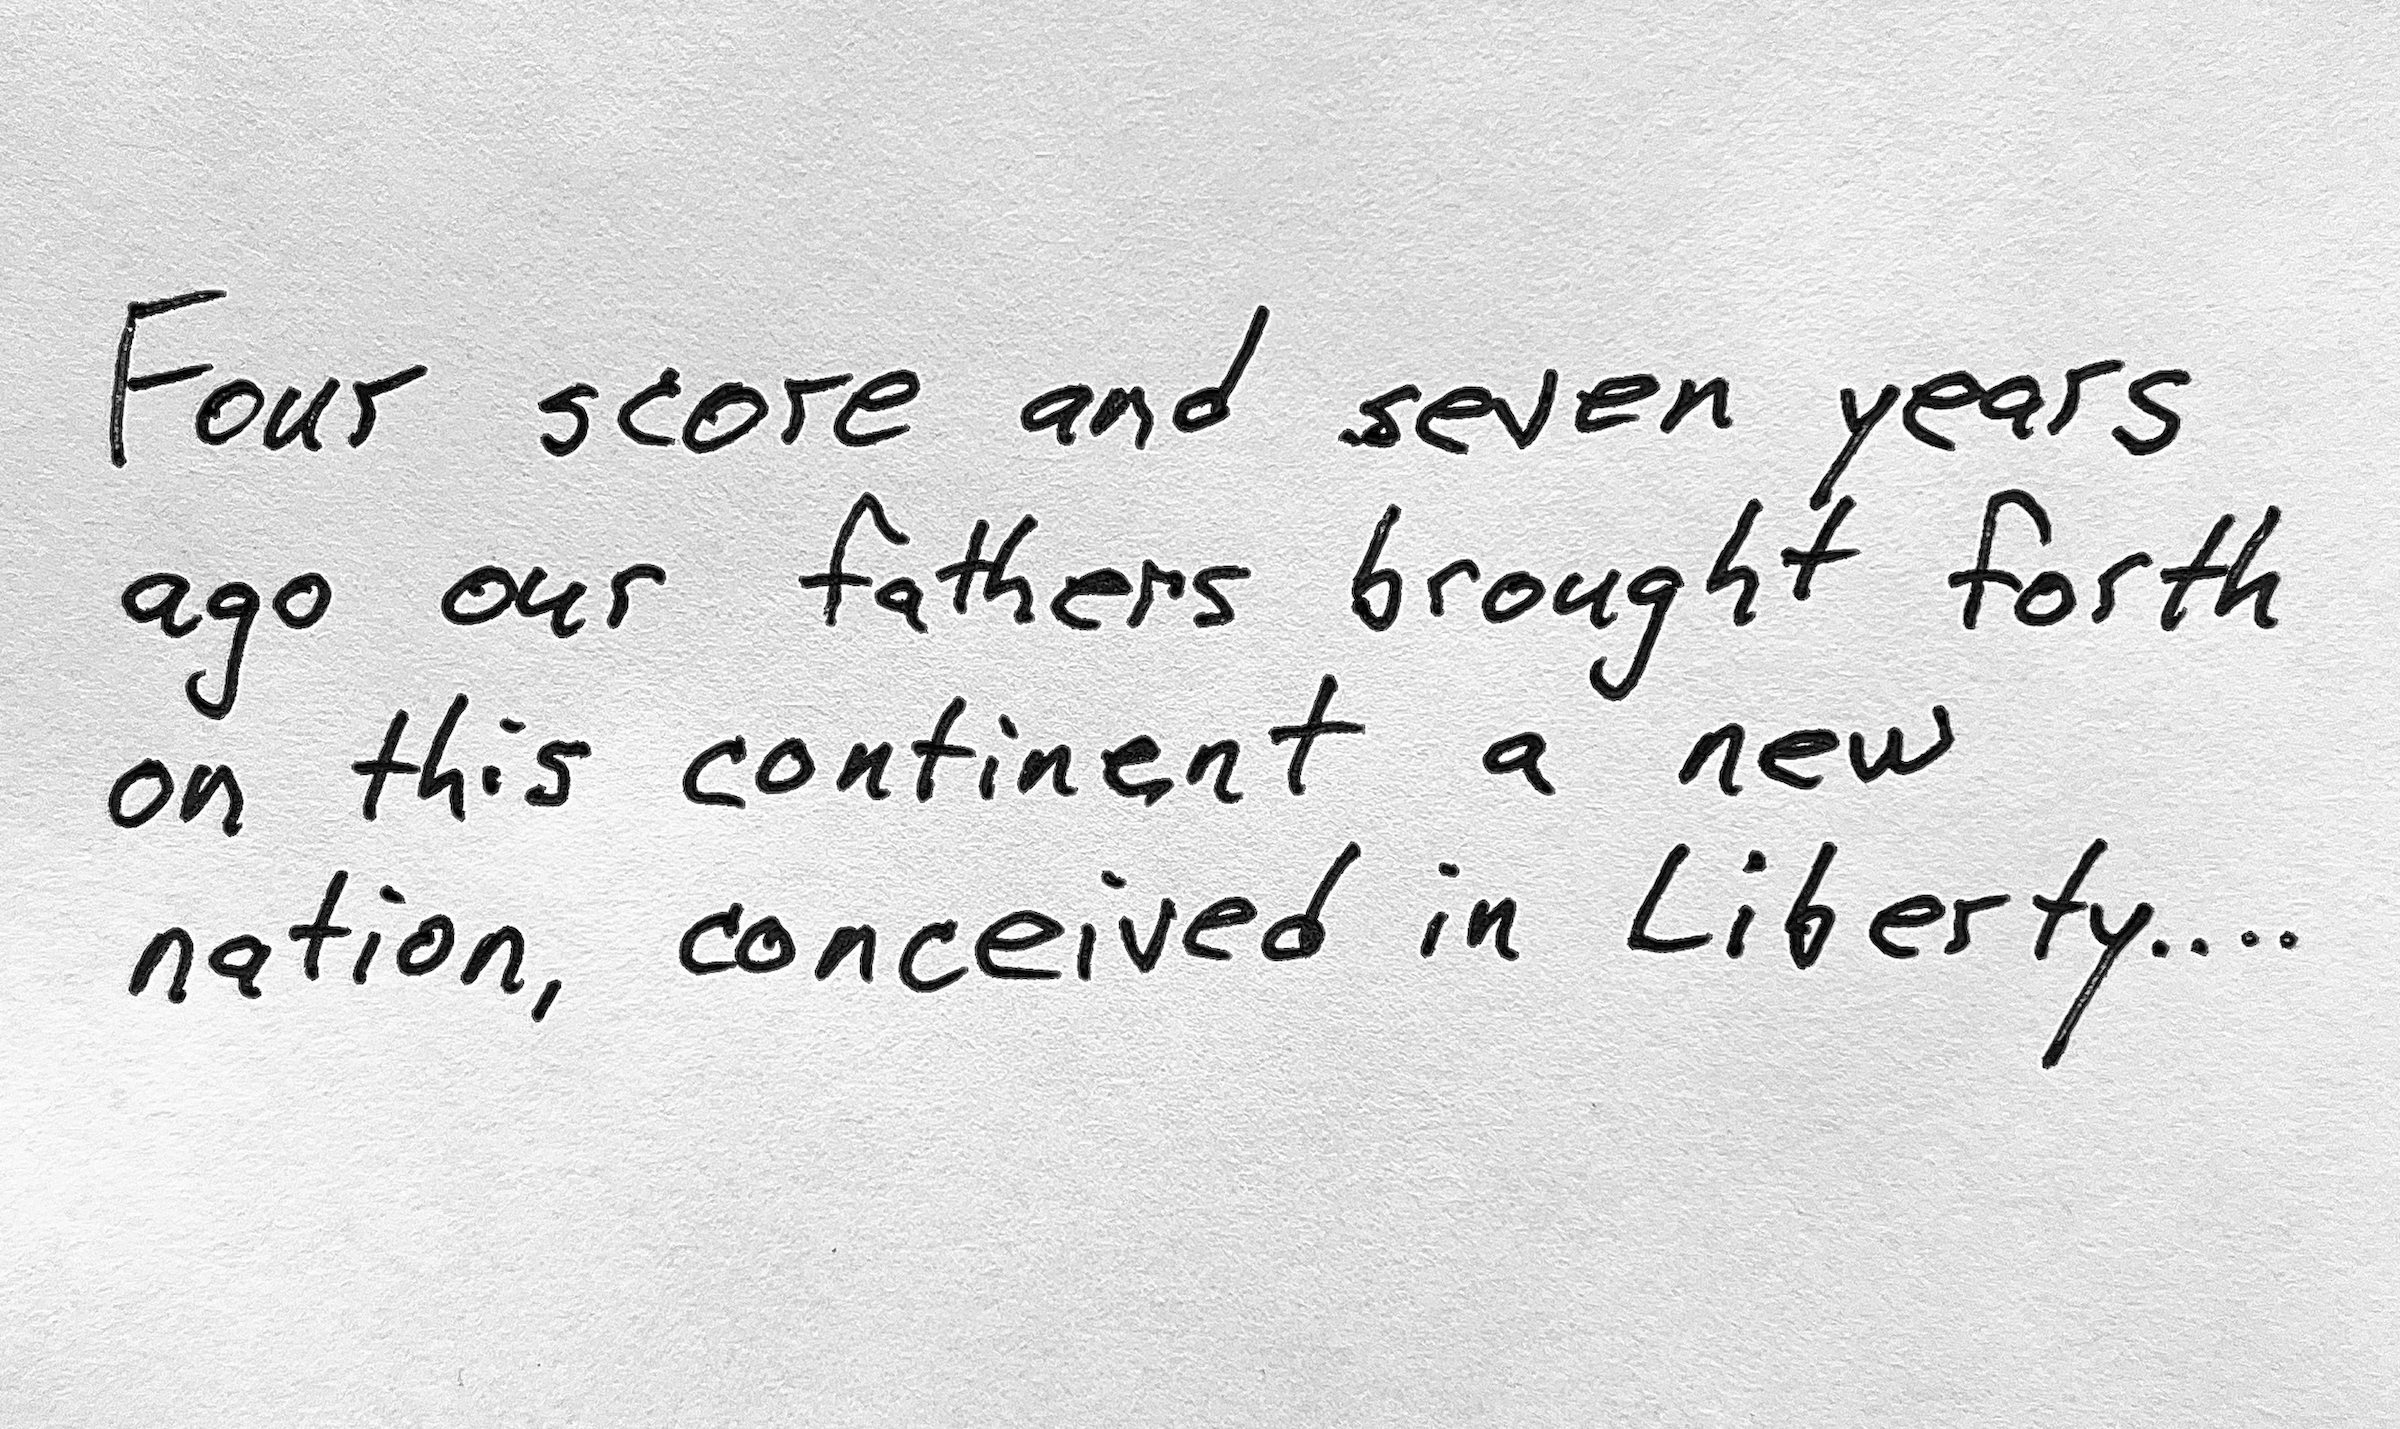 Four score and seven years
ago our fathers brought forth
on this continent a new
nation, conceived in Liberty....